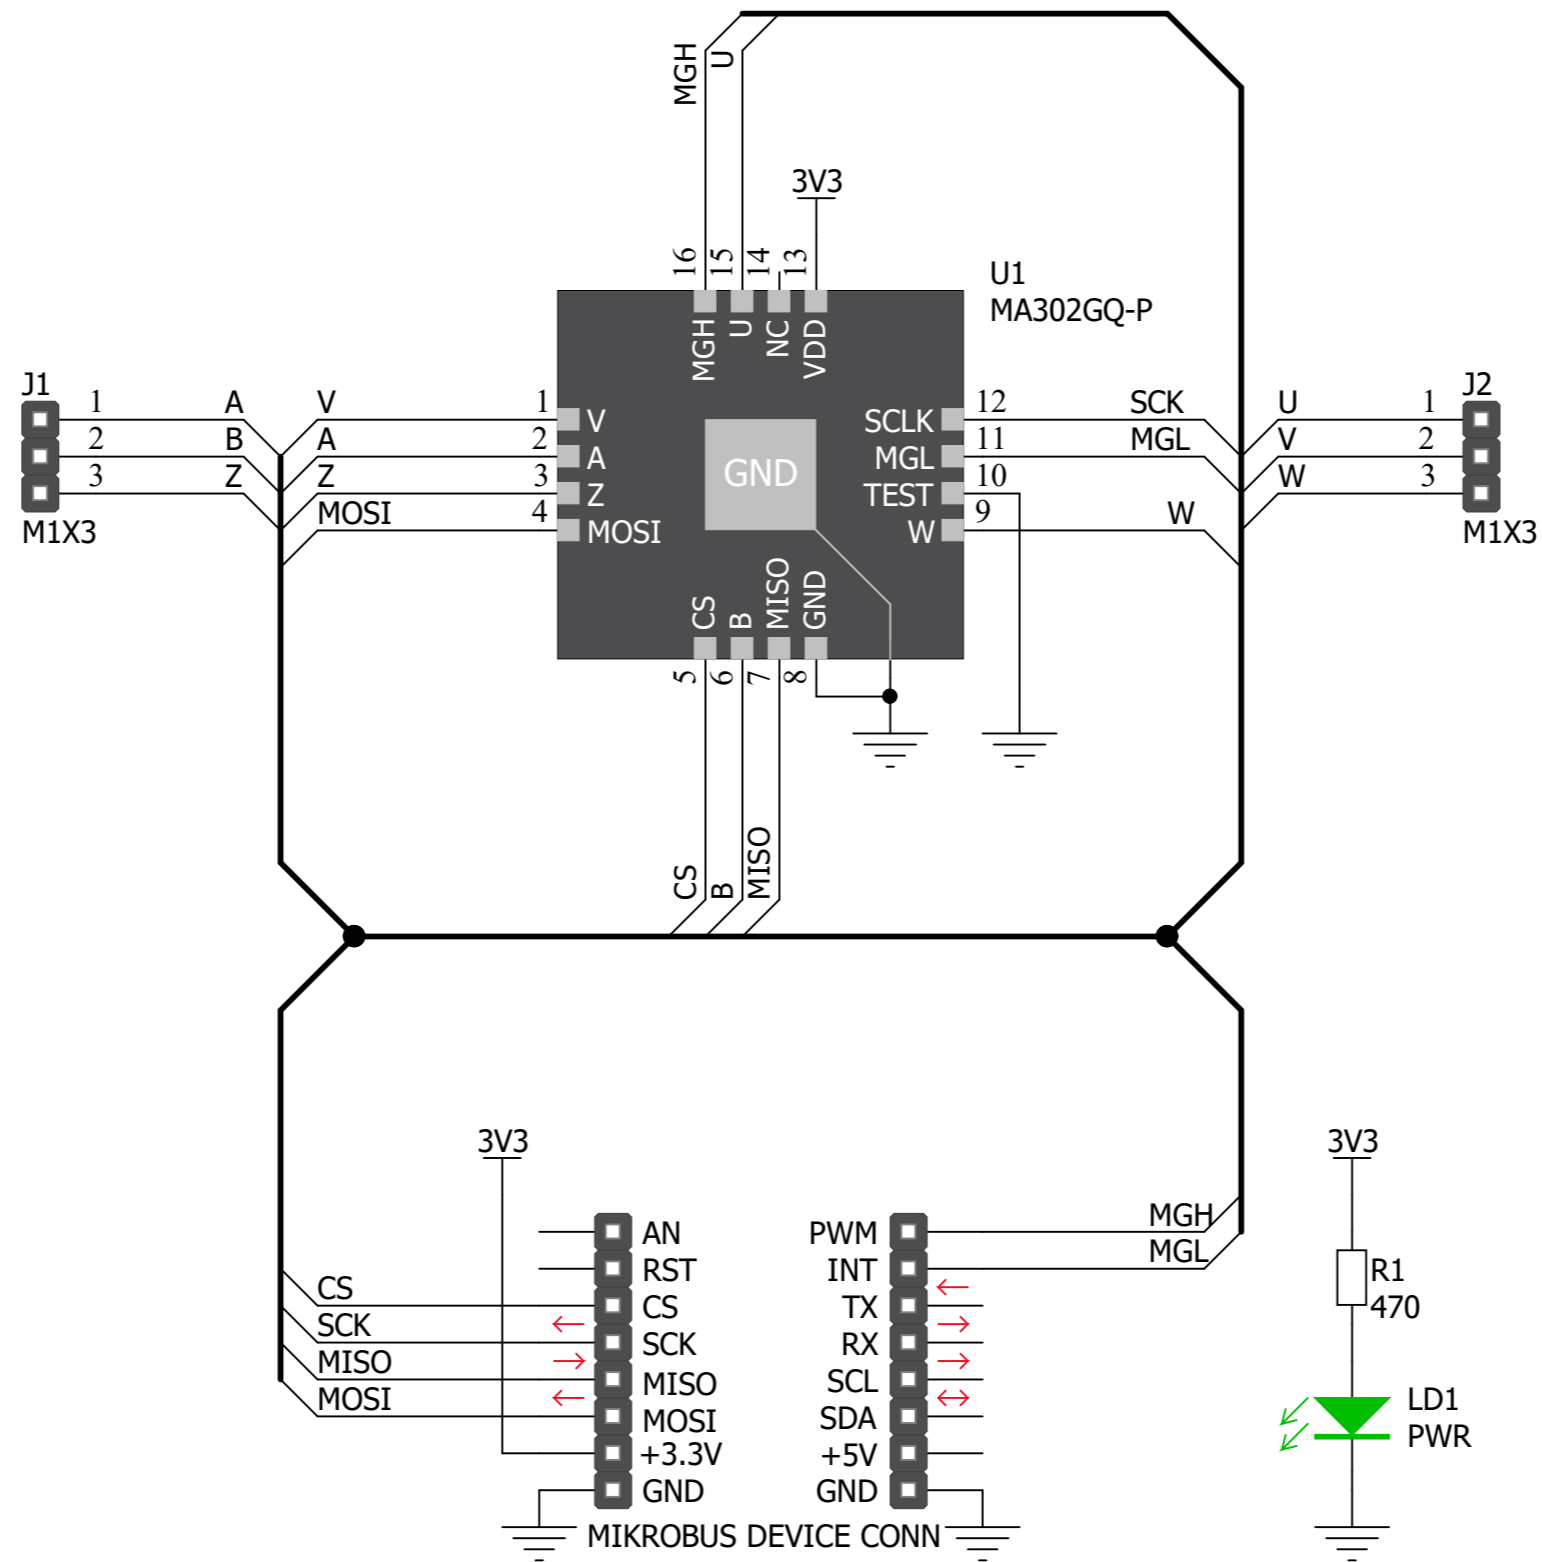 MGH
U
3V3
16
15
14
13
U1
MA302GQ-P
MGH
U
NC
VDD
J1
1
A
2
B
3
Z
M1X3
V
1
V
A
2
A
Z
3
Z
MOSI
4
MOSI
GND
SCLK
12
SCK
MGL
11
MGL
TEST
10
W
9
W
J2
U
1
V
2
W
3
M1X3
CS
B
MISO
GND
5
6
7
8
CS
B
MISO
3V3
3V3
AN
RST
CS
CS
SCK
SCK
MISO
MISO
MOSI
MOSI
+3.3V
GND
PWM
MGH
INT
MGL
TX
RX
SCL
SDA
+5V
GND
MIKROBUS DEVICE CONN
R1
470
LD1
PWR